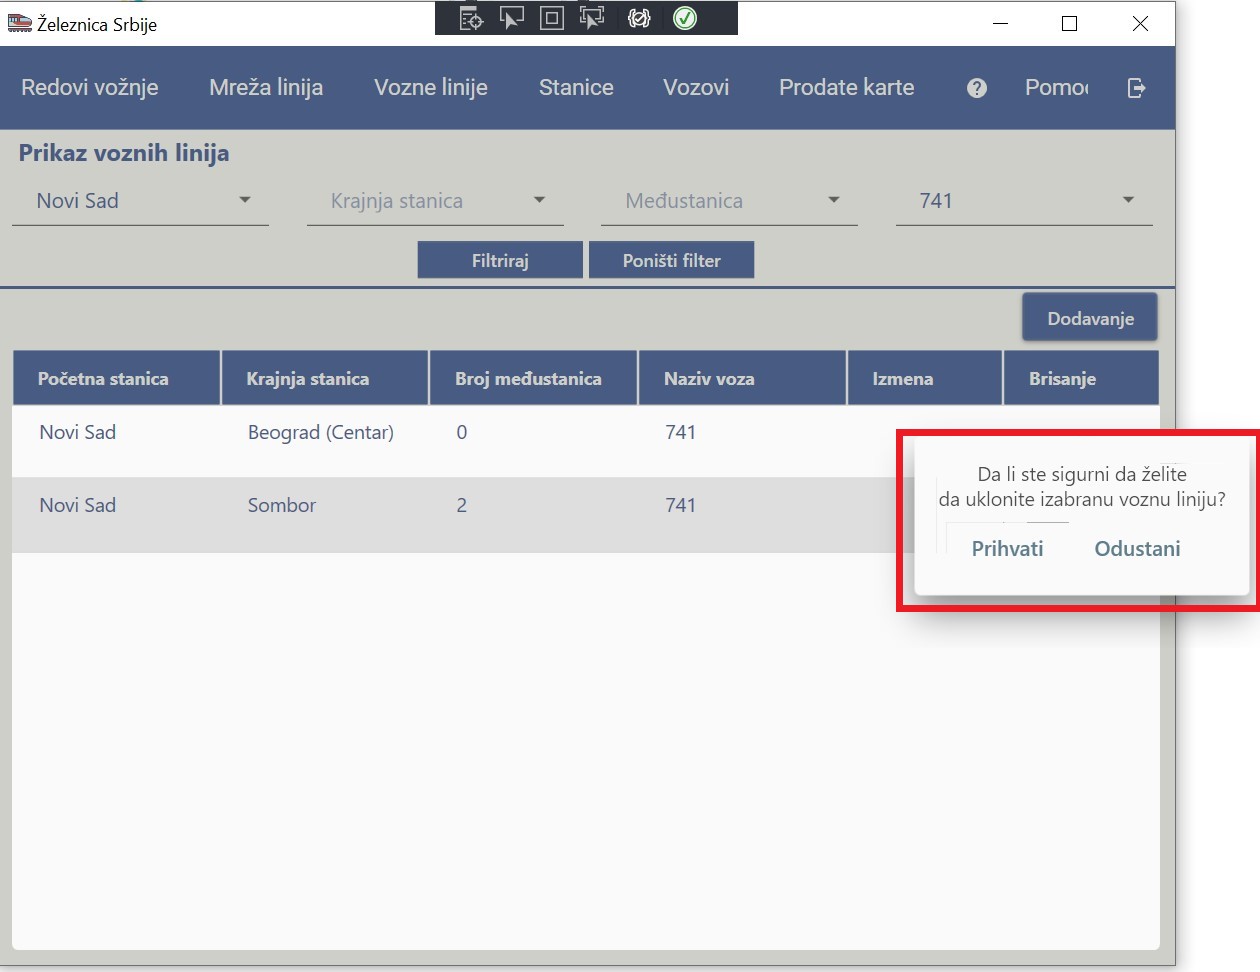 Železnica Srbije
Redovi vožnje Mreža linija Vozne linije Stanice Vozovi Prodate karte ? Pomoc
Prikaz voznih linija
Novi Sad Krajnja stanica Međustanica 741
Filtriraj Poništi filter
Dodavanje
Početna stanica Krajnja stanica Broj međustanica Naziv voza Izmena Brisanje
Novi Sad Beograd (Centar) 0 741
Novi Sad Sombor 2 741
Da li ste sigurni da želite
da uklonite izabranu voznu liniju?
Prihvati Odustani